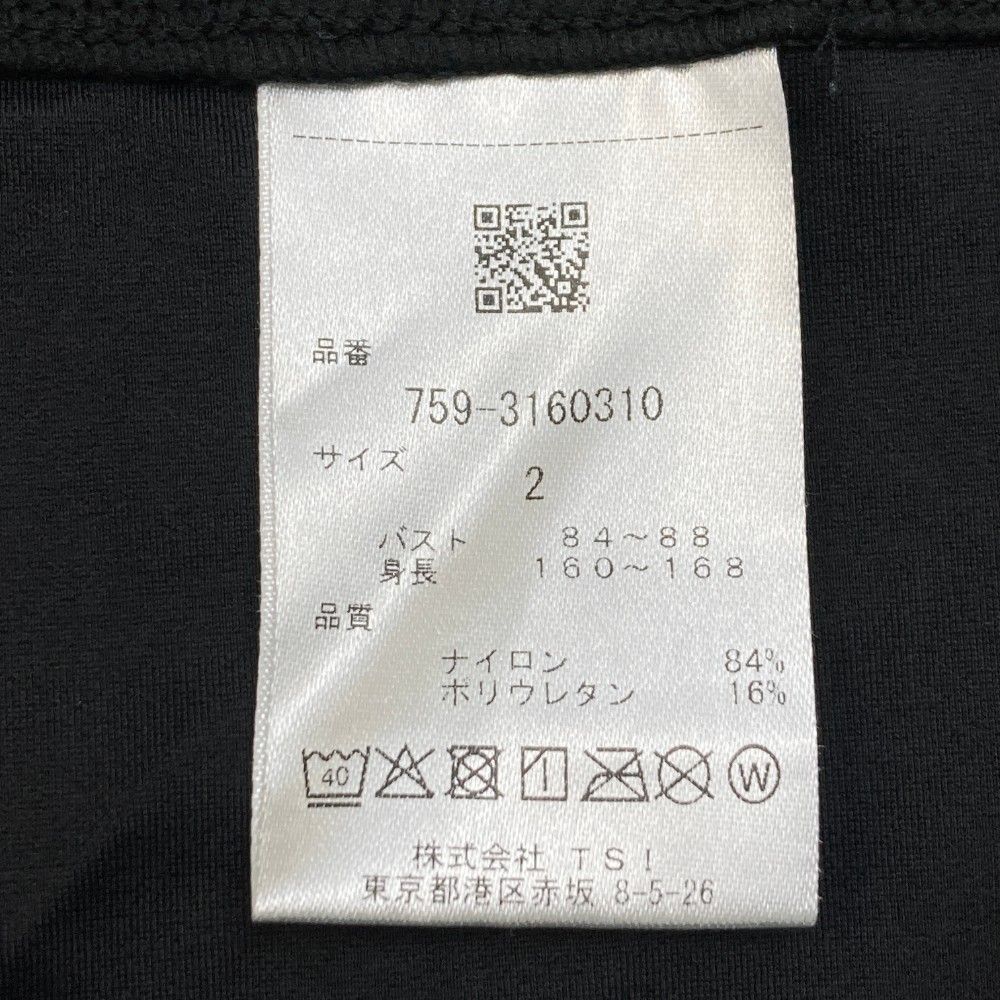 品番
759-3160310
サイズ
2
バスト 84～88
身長 160～168
品質
ナイロン 84%
ポリウレタン 16%
40
W
株式会社 TSI
東京都港区赤坂 8-5-26